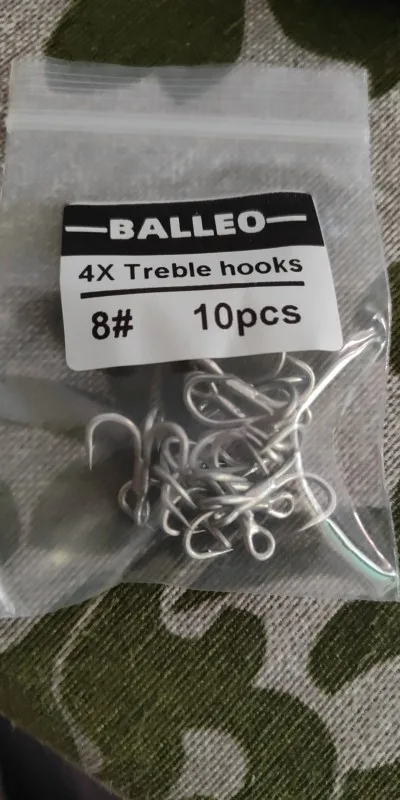 BALLEO
4X Treble hooks
8# 10pcs